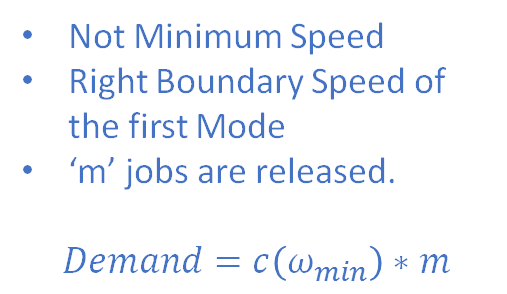 • Not Minimum Speed
• Right Boundary Speed of
the first Mode
• ‘m’ jobs are released.
Demand = c(ω_min) * m